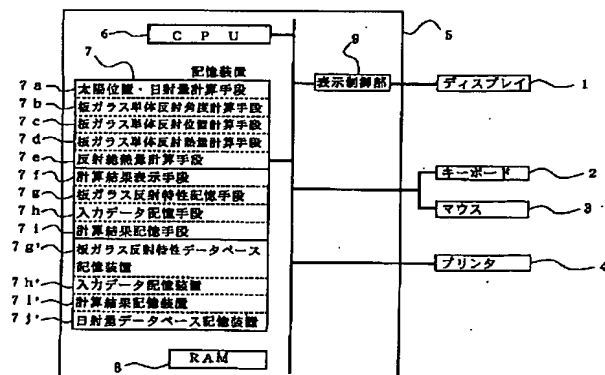 6
CPU
9
5
7
記憶装置
表示制御部
ディスプレイ
1
7a
太陽位置・日射量計算手段
7b
板ガラス単体反射角度計算手段
7c
板ガラス単体反射位置計算手段
7d
板ガラス単体反射熱量計算手段
7e
反射総熱量計算手段
7f
計算結果表示手段
キーボード
2
7g
板ガラス反射特性記憶手段
7h
入力データ記憶手段
マウス
3
7i
計算結果記憶手段
7g'
板ガラス反射特性データベース
記憶装置
プリンタ
4
7h'
入力データ記憶装置
7i'
計算結果記憶装置
7j'
日射量データベース記憶装置
8
RAM